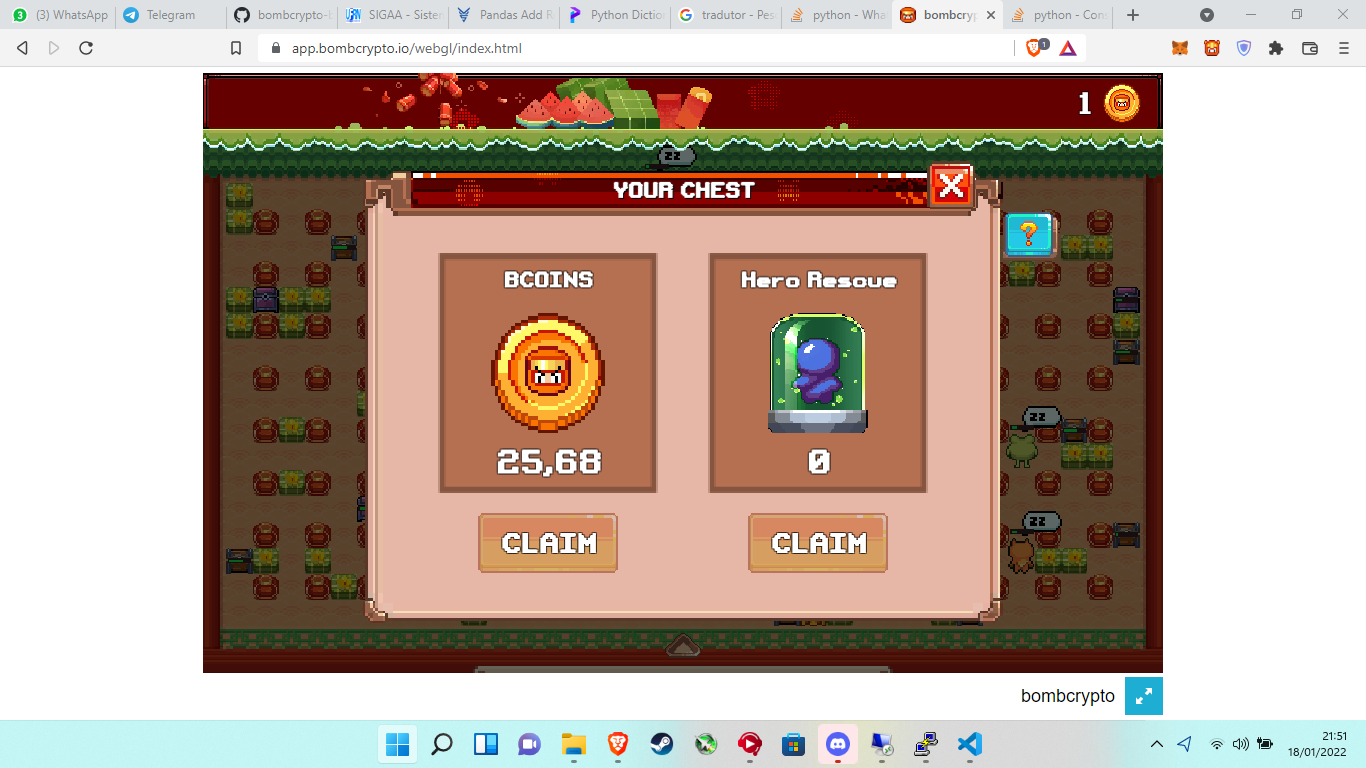 (3) WhatsApp
Telegram
bombcrypto-
SIGAA - Sister
Pandas Add R
Python Dictio
tradutor - Pes
python - Wha
bombcryp
python - Con
app.bombcrypto.io/webgl/index.html
1
1
zz
YOUR CHEST
?
BCOINS
Hero Rescue
25,68
0
zz
zz
CLAIM
CLAIM
bombcrypto
21:51
18/01/2022